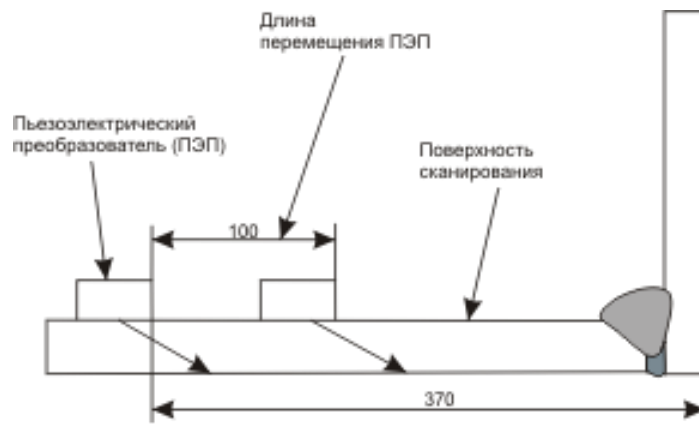 Длина
перемещения ПЭП
Пьезоэлектрический
преобразователь (ПЭП)
Поверхность
сканирования
100
370